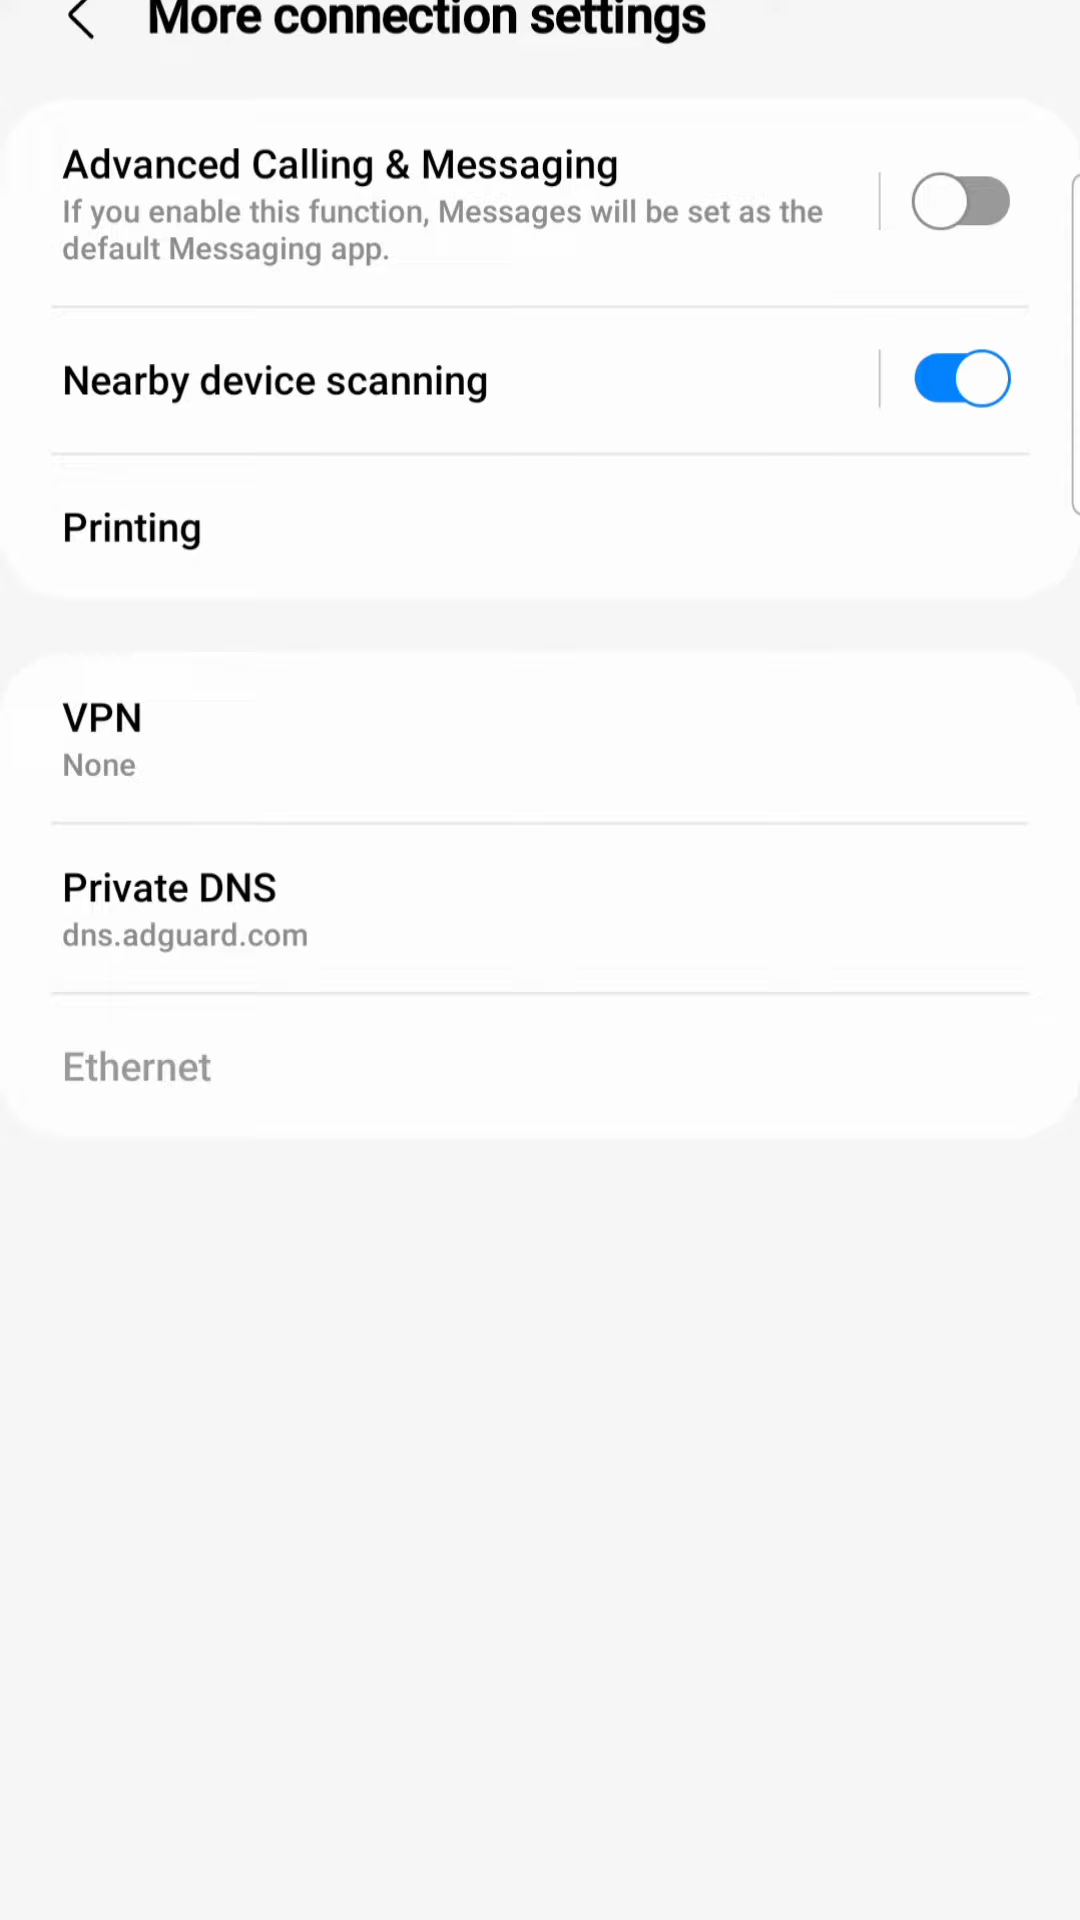 More connection settings
Advanced Calling & Messaging
If you enable this function, Messages will be set as the
default Messaging app.
Nearby device scanning
Printing
VPN
None
Private DNS
dns.adguard.com
Ethernet